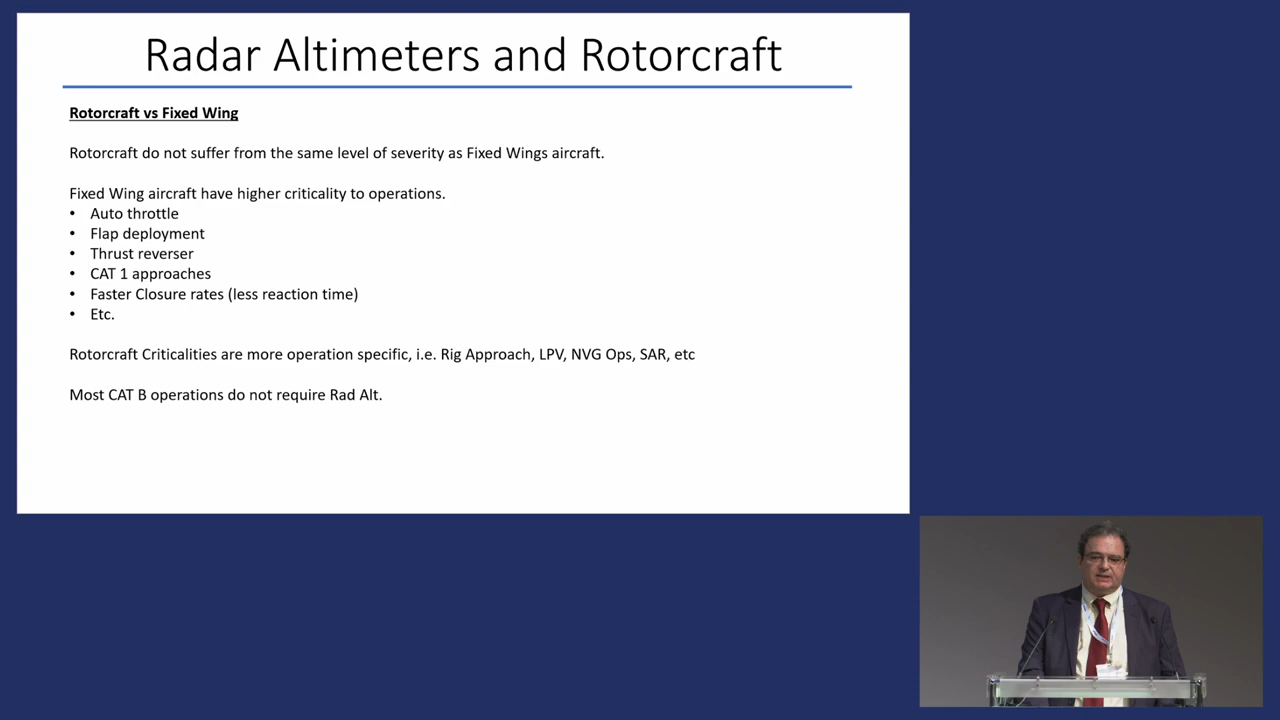 Radar Altimeters and Rotorcraft
Rotorcraft vs Fixed Wing
Rotorcraft do not suffer from the same level of severity as Fixed Wings aircraft.
Fixed Wing aircraft have higher criticality to operations.
• Auto throttle
• Flap deployment
• Thrust reverser
• CAT 1 approaches
• Faster Closure rates (less reaction time)
• Etc.
Rotorcraft Criticalities are more operation specific, i.e. Rig Approach, LPV, NVG Ops, SAR, etc
Most CAT B operations do not require Rad Alt.